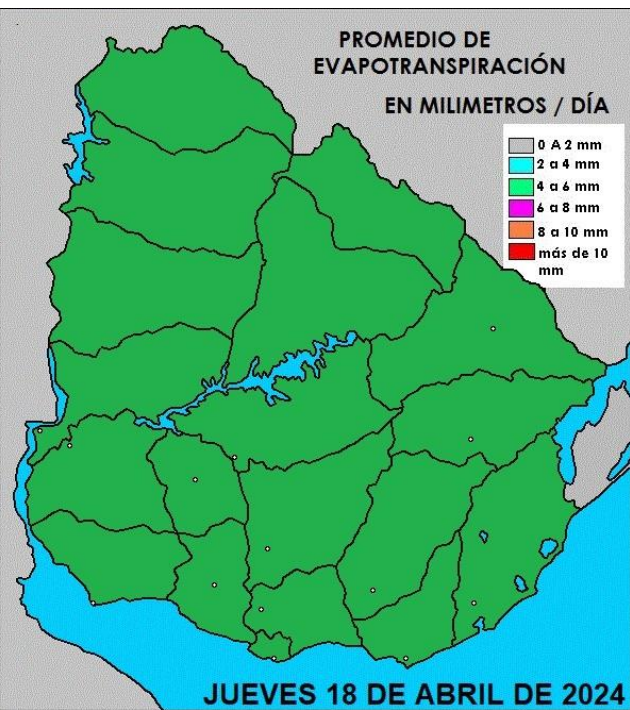 PROMEDIO DE
EVAPOTRANSPIRACIÓN
EN MILIMETROS / DÍA
0 A 2 mm
2 a 4 mm
4 a 6 mm
6 a 8 mm
8 a 10 mm
más de 10
mm
JUEVES 18 DE ABRIL DE 2024